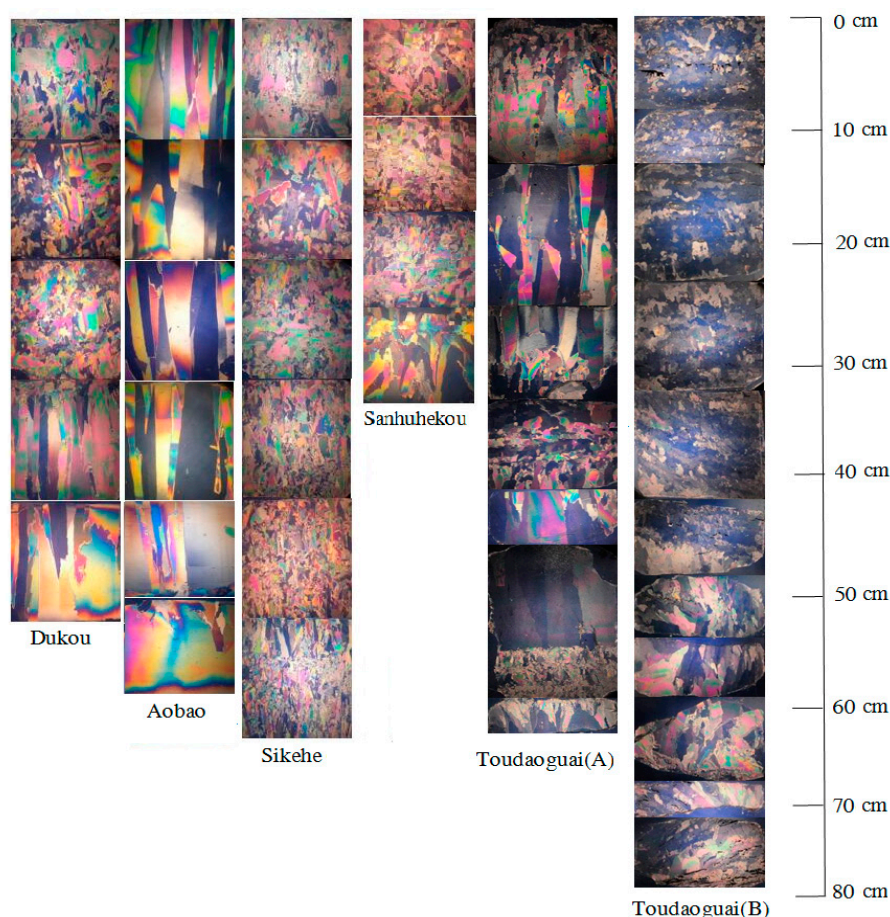 0 cm
10 cm
20 cm
30 cm
40 cm
50 cm
60 cm
70 cm
80 cm
Sanhuhekou
Dukou
Aobao
Sikehe
Toudaoguai(A)
Toudaoguai(B)